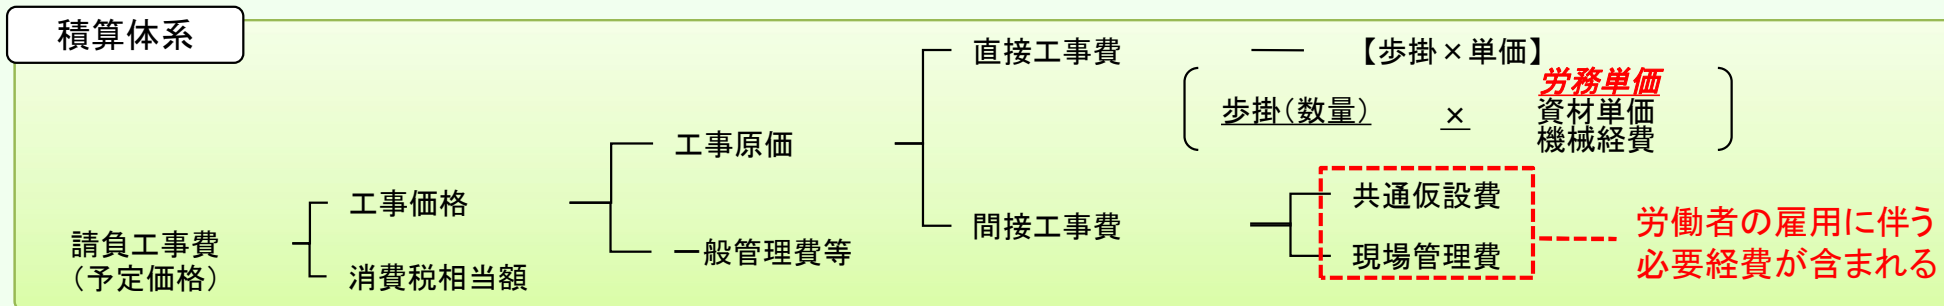 積算体系
直接工事費
【歩掛×単価】
歩掛(数量)
×
労務単価
資材単価
機械経費
工事原価
工事価格
間接工事費
共通仮設費
現場管理費
労働者の雇用に伴う
必要経費が含まれる
請負工事費
(予定価格)
一般管理費等
消費税相当額